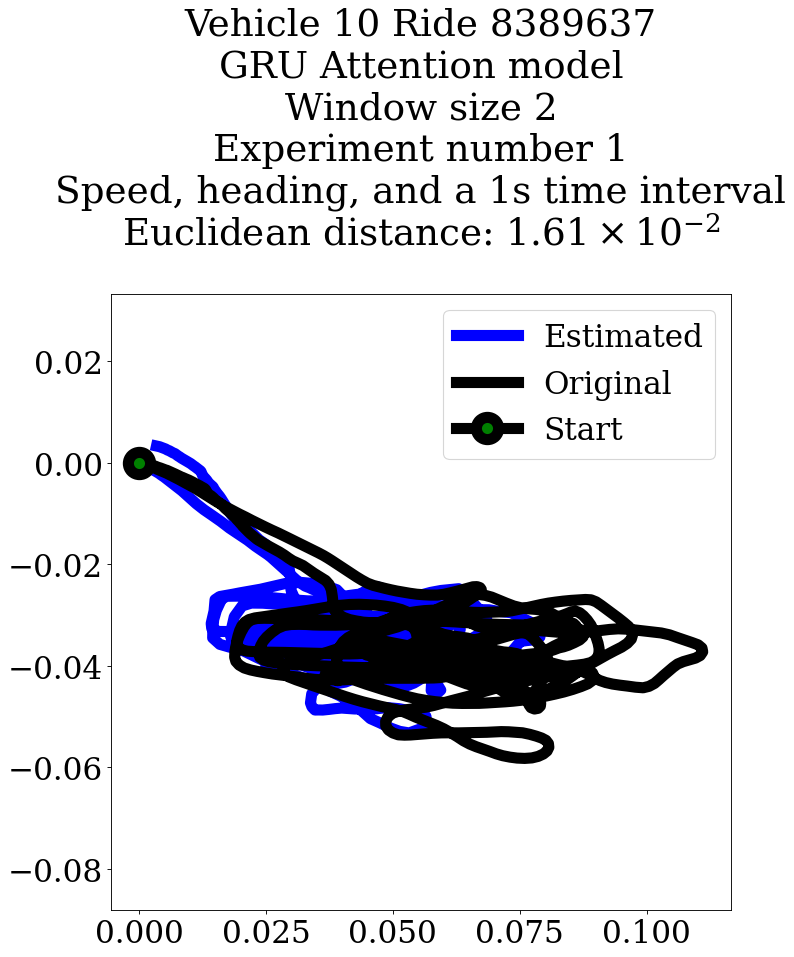 Vehicle 10 Ride 8389637
GRU Attention model
Window size 2
Experiment number 1
Speed, heading, and a 1s time interval
Euclidean distance: 1.61 × 10⁻²
Estimated
Original
Start
0.02
0.00
−0.02
−0.04
−0.06
−0.08
0.000 0.025 0.050 0.075 0.100